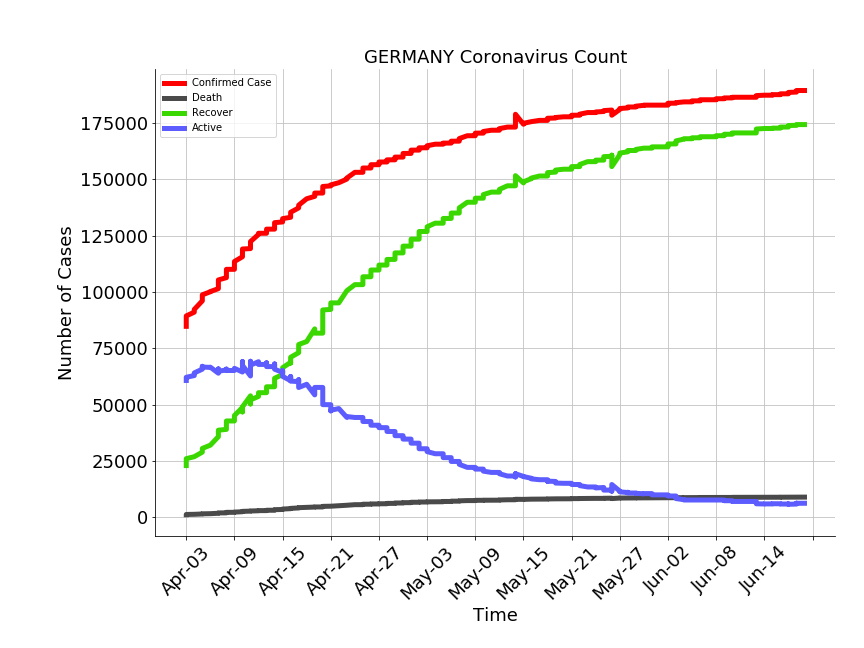 GERMANY Coronavirus Count
Confirmed Case
Death
Recover
Active
175000
150000
125000
100000
75000
50000
25000
0
Number of Cases
Apr-03
Apr-09
Apr-15
Apr-21
Apr-27
May-03
May-09
May-15
May-21
May-27
Jun-02
Jun-08
Jun-14
Time